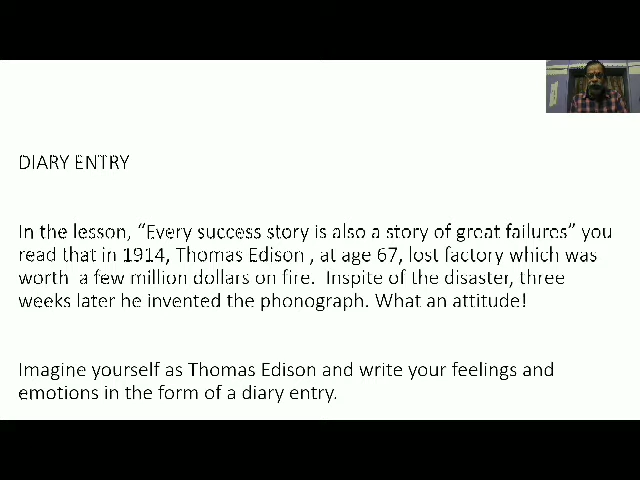 DIARY ENTRY
In the lesson, “Every success story is also a story of great failures” you
read that in 1914, Thomas Edison , at age 67, lost factory which was
worth  a few million dollars on fire.  Inspite of the disaster, three
weeks later he invented the phonograph. What an attitude!
Imagine yourself as Thomas Edison and write your feelings and
emotions in the form of a diary entry.